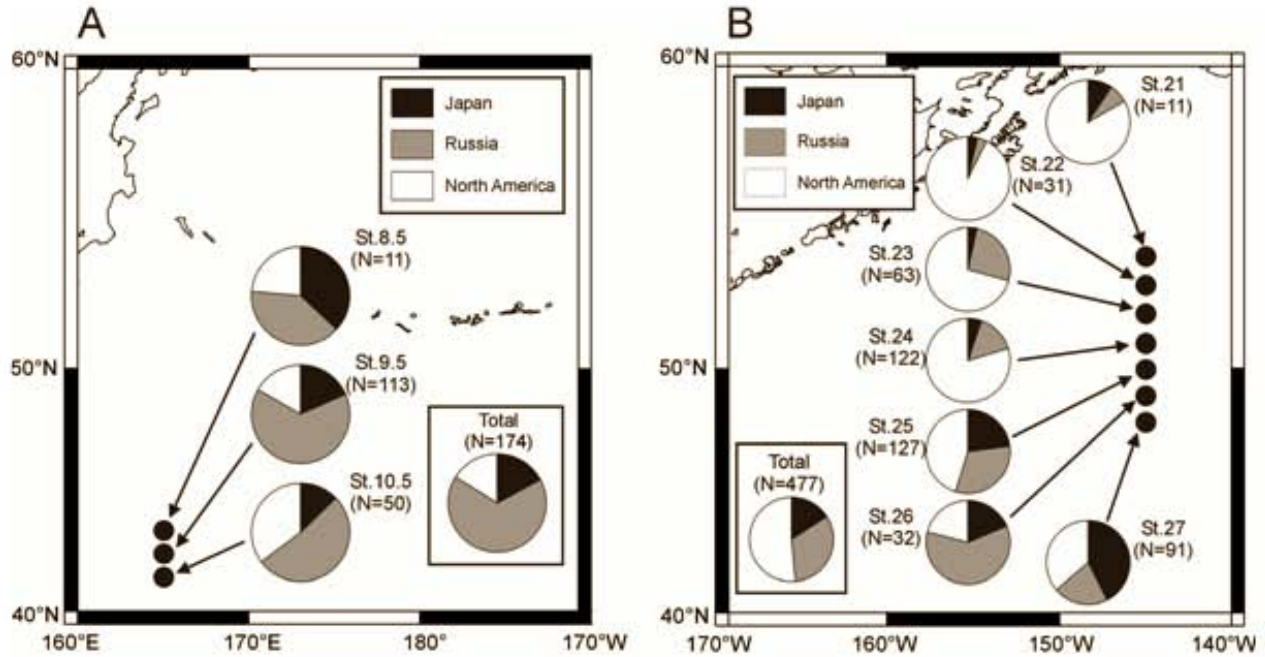 A
60°N
50°N
40°N
160°E
170°E
180°
170°W
Japan
Russia
North America
St.8.5
(N=11)
St.9.5
(N=113)
St.10.5
(N=50)
Total
(N=174)
B
60°N
50°N
40°N
170°W
160°W
150°W
140°W
Japan
Russia
North America
St.21
(N=11)
St.22
(N=31)
St.23
(N=63)
St.24
(N=122)
St.25
(N=127)
St.26
(N=32)
St.27
(N=91)
Total
(N=477)